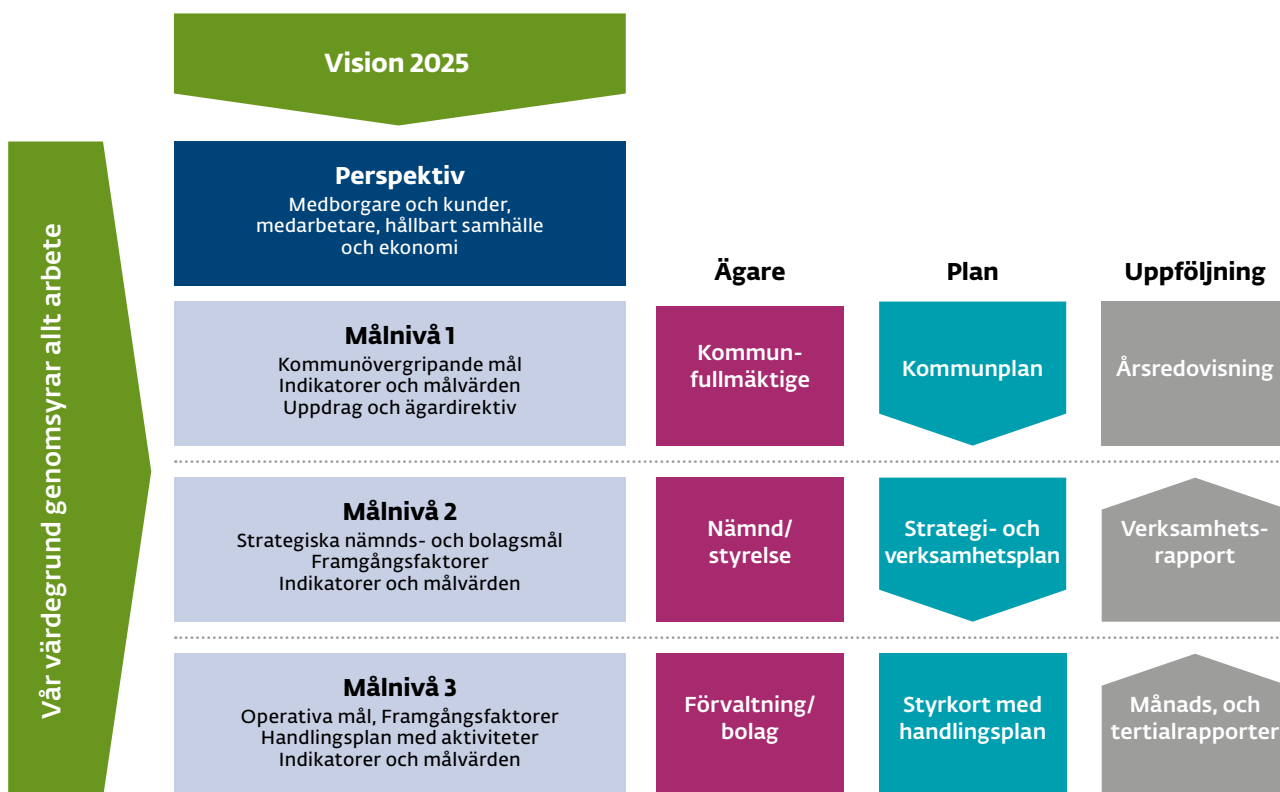 Vision 2025
Vår värdegrund genomsyrar allt arbete
Perspektiv
Medborgare och kunder,
medarbetare, hållbart samhälle
och ekonomi
Ägare
Plan
Uppföljning
Målnivå 1
Kommunövergripande mål
Indikatorer och målvärden
Uppdrag och ägardirektiv
Kommun-
fullmäktige
Kommunplan
Årsredovisning
Målnivå 2
Strategiska nämnds- och bolagsmål
Framgångsfaktorer
Indikatorer och målvärden
Nämnd/
styrelse
Strategi- och
verksamhetsplan
Verksamhets-
rapport
Målnivå 3
Operativa mål, Framgångsfaktorer
Handlingsplan med aktiviteter
Indikatorer och målvärden
Förvaltning/
bolag
Styrkort med
handlingsplan
Månads, och
tertialrapporter